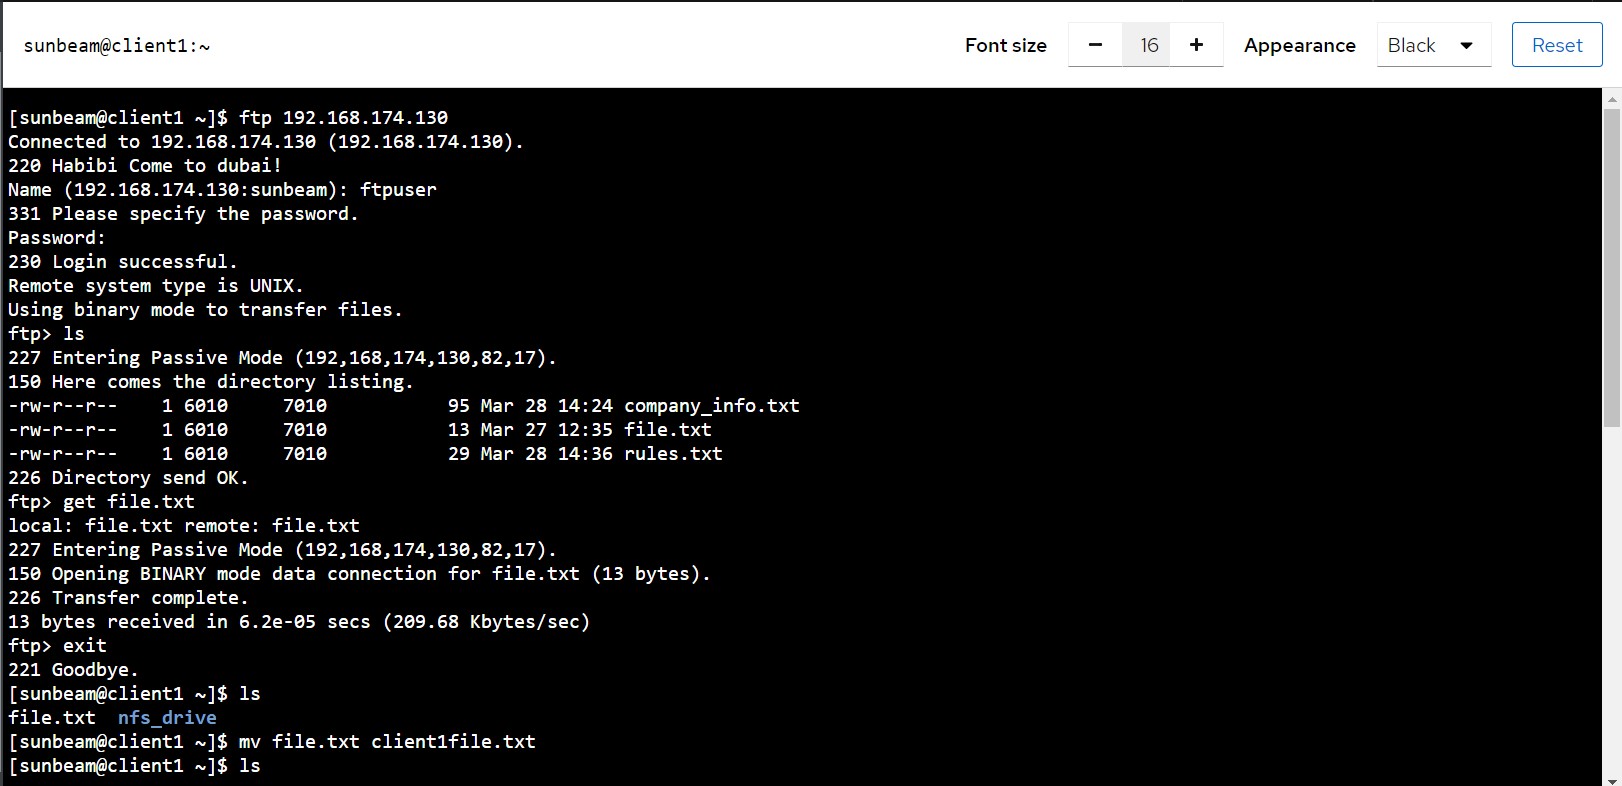 sunbeam@client1:~
Font size − 16 + Appearance Black Reset
[sunbeam@client1 ~]$ ftp 192.168.174.130
Connected to 192.168.174.130 (192.168.174.130).
220 Habibi Come to dubai!
Name (192.168.174.130:sunbeam): ftpuser
331 Please specify the password.
Password:
230 Login successful.
Remote system type is UNIX.
Using binary mode to transfer files.
ftp> ls
227 Entering Passive Mode (192,168,174,130,82,17).
150 Here comes the directory listing.
-rw-r--r--    1 6010     7010           95 Mar 28 14:24 company_info.txt
-rw-r--r--    1 6010     7010           13 Mar 27 12:35 file.txt
-rw-r--r--    1 6010     7010           29 Mar 28 14:36 rules.txt
226 Directory send OK.
ftp> get file.txt
local: file.txt remote: file.txt
227 Entering Passive Mode (192,168,174,130,82,17).
150 Opening BINARY mode data connection for file.txt (13 bytes).
226 Transfer complete.
13 bytes received in 6.2e-05 secs (209.68 Kbytes/sec)
ftp> exit
221 Goodbye.
[sunbeam@client1 ~]$ ls
file.txt  nfs_drive
[sunbeam@client1 ~]$ mv file.txt client1file.txt
[sunbeam@client1 ~]$ ls